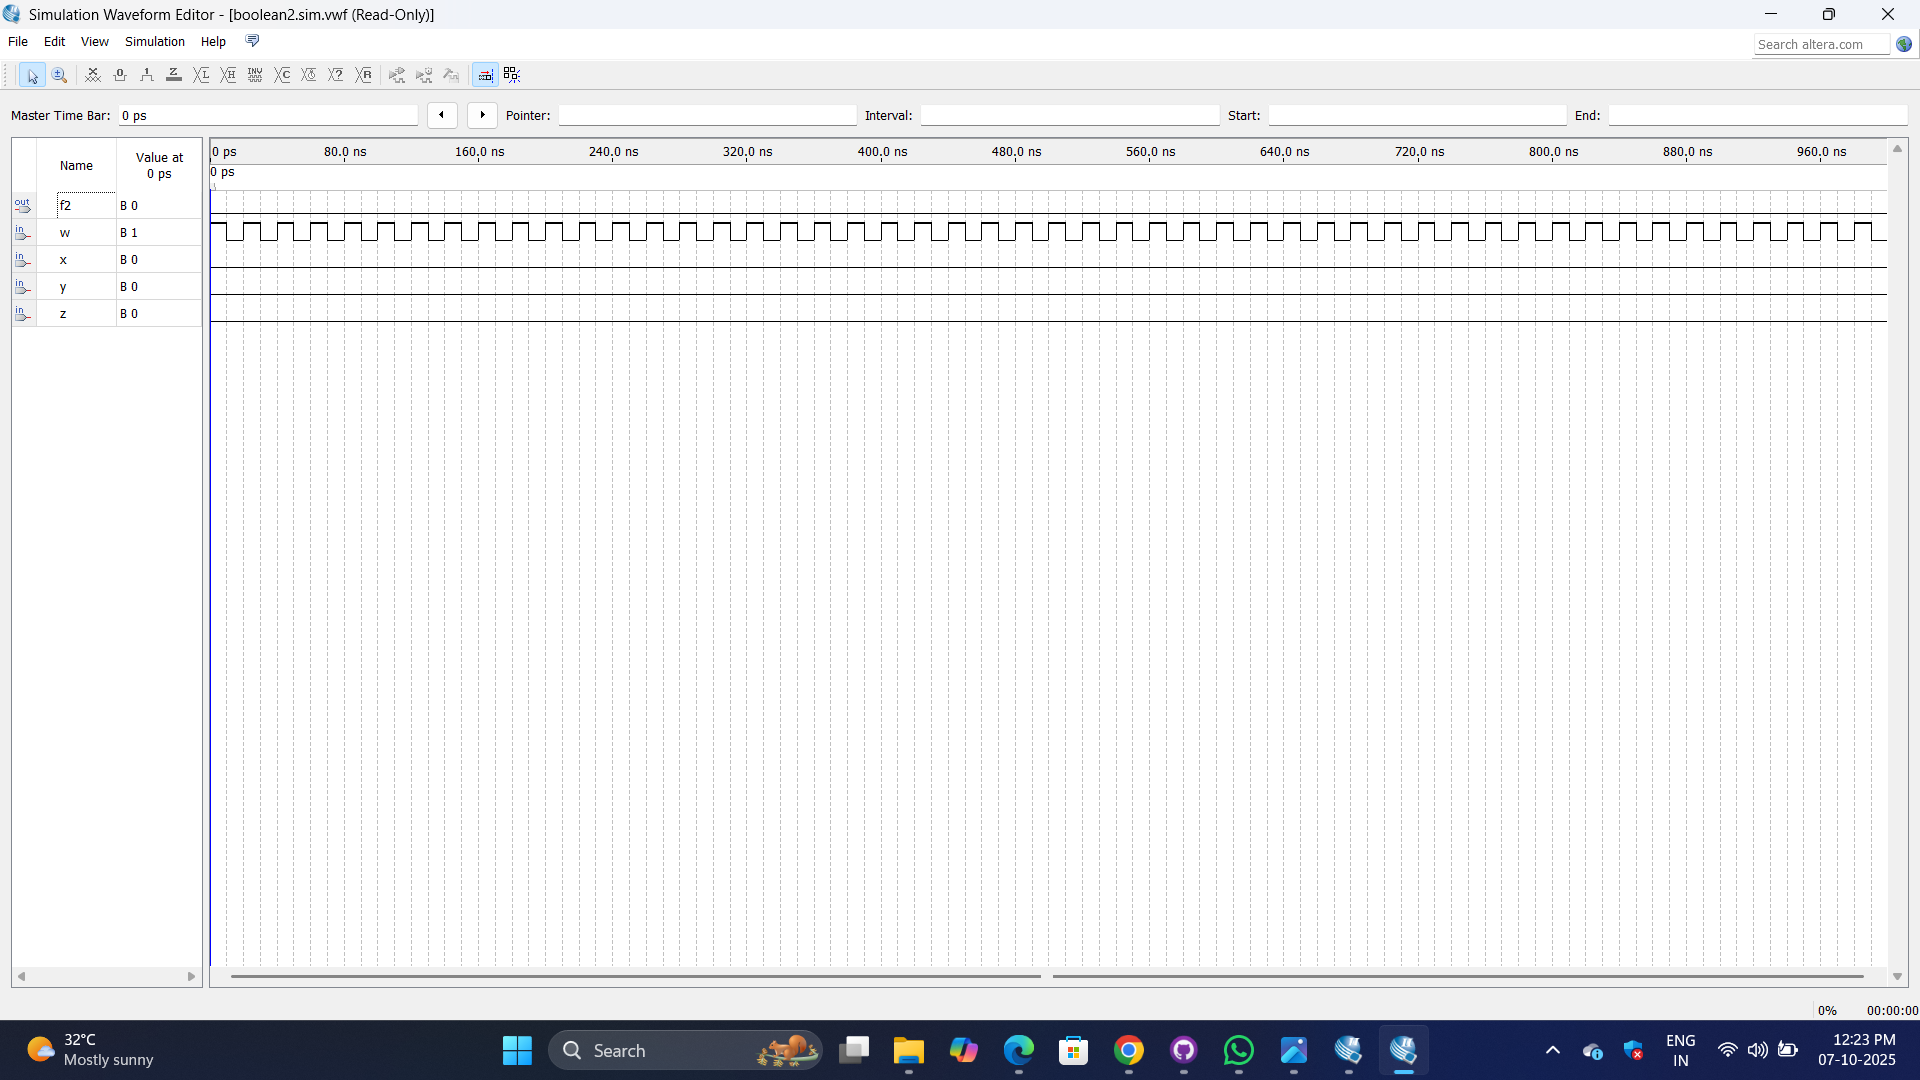 Simulation Waveform Editor - [boolean2.sim.vwf (Read-Only)]
File Edit View Simulation Help
Search altera.com
Master Time Bar: 0 ps Pointer: Interval: Start: End:
Name Value at 0 ps
0 ps 80.0 ns 160.0 ns 240.0 ns 320.0 ns 400.0 ns 480.0 ns 560.0 ns 640.0 ns 720.0 ns 800.0 ns 880.0 ns 960.0 ns
0 ps
out f2 B 0
in w B 1
in x B 0
in y B 0
in z B 0
0% 00:00:00
32°C
Mostly sunny
Search
ENG
IN
12:23 PM
07-10-2025